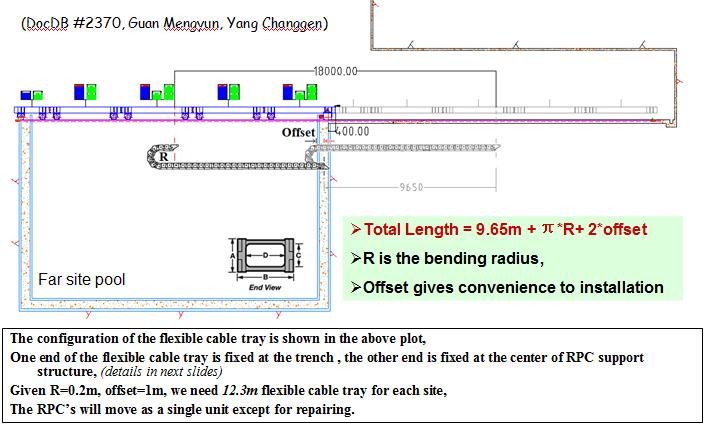 (DocDB #2370, Guan Mengyun, Yang Changgen)
18000.00
Offset
400.00
R
9650
A
D
C
B
End View
Far site pool
➢Total Length = 9.65m + π*R+ 2*offset
➢R is the bending radius,
➢Offset gives convenience to installation
The configuration of the flexible cable tray is shown in the above plot,
One end of the flexible cable tray is fixed at the trench , the other end is fixed at the center of RPC support
structure, (details in next slides)
Given R=0.2m, offset=1m, we need 12.3m flexible cable tray for each site,
The RPC's will move as a single unit except for repairing.